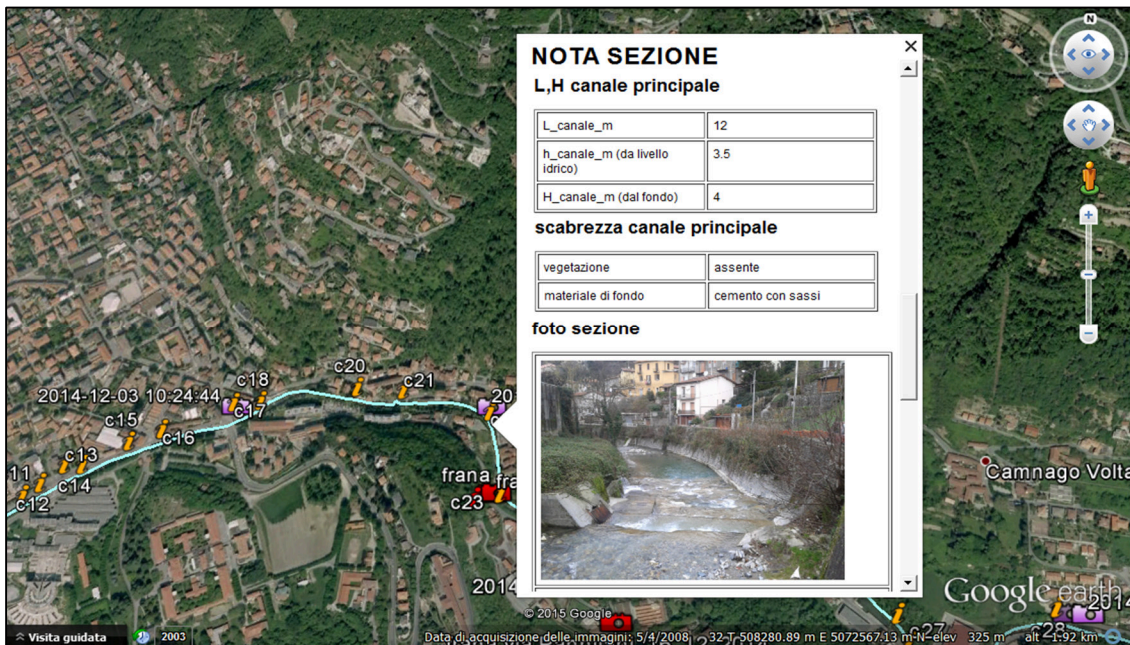 NOTA SEZIONE
L,H canale principale
L_canale_m 12
h_canale_m (da livello idrico) 3.5
H_canale_m (dal fondo) 4
scabrezza canale principale
vegetazione assente
materiale di fondo cemento con sassi
foto sezione
N
2014-12-03 10:24:44
c18
c20
c21
c17
c15
c16
c13
c14
11
c12
frana
c23
Camnago Volta
2014
Google earth
© 2015 Google
c27
c28
2014
Visita guidata
2003
Data di acquisizione delle immagini: 5/4/2008 32 T 508280.89 m E 5072567.13 m N elev 325 m alt 1.92 km